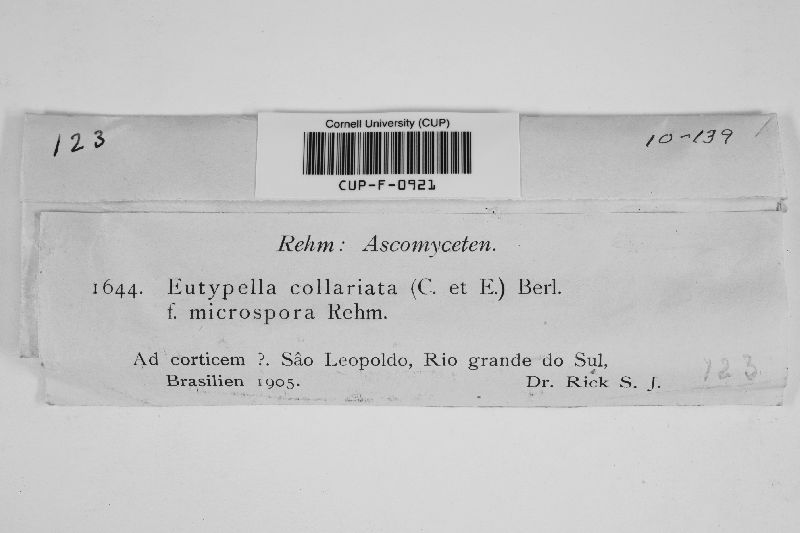 123
Cornell University (CUP)
10-139
CUP-F-0921
Rehm: Ascomyceten.
1644. Eutypella collariata (C. et E.) Berl.
f. microspora Rehm.
Ad corticem ?. Sâo Leopoldo, Rio grande do Sul,
Brasilien 1905. Dr. Rick S. J.
123